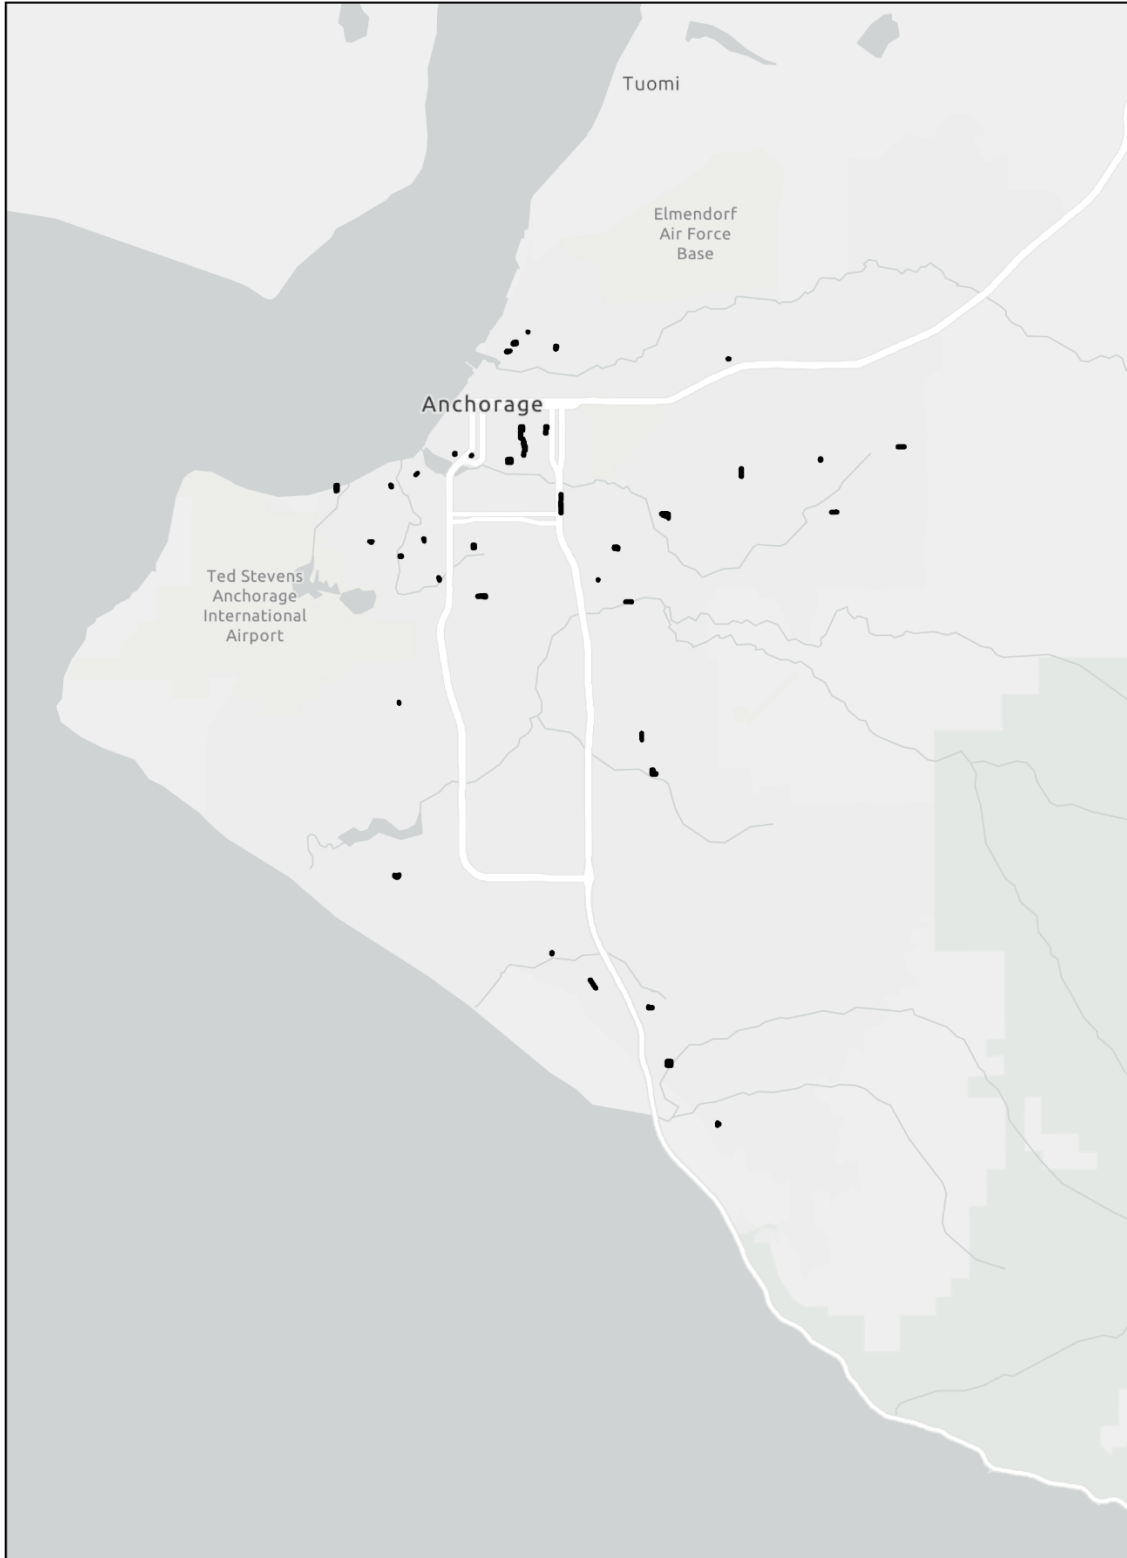 Tuomi
Elmendorf
Air Force
Base
Anchorage
Ted Stevens
Anchorage
International
Airport